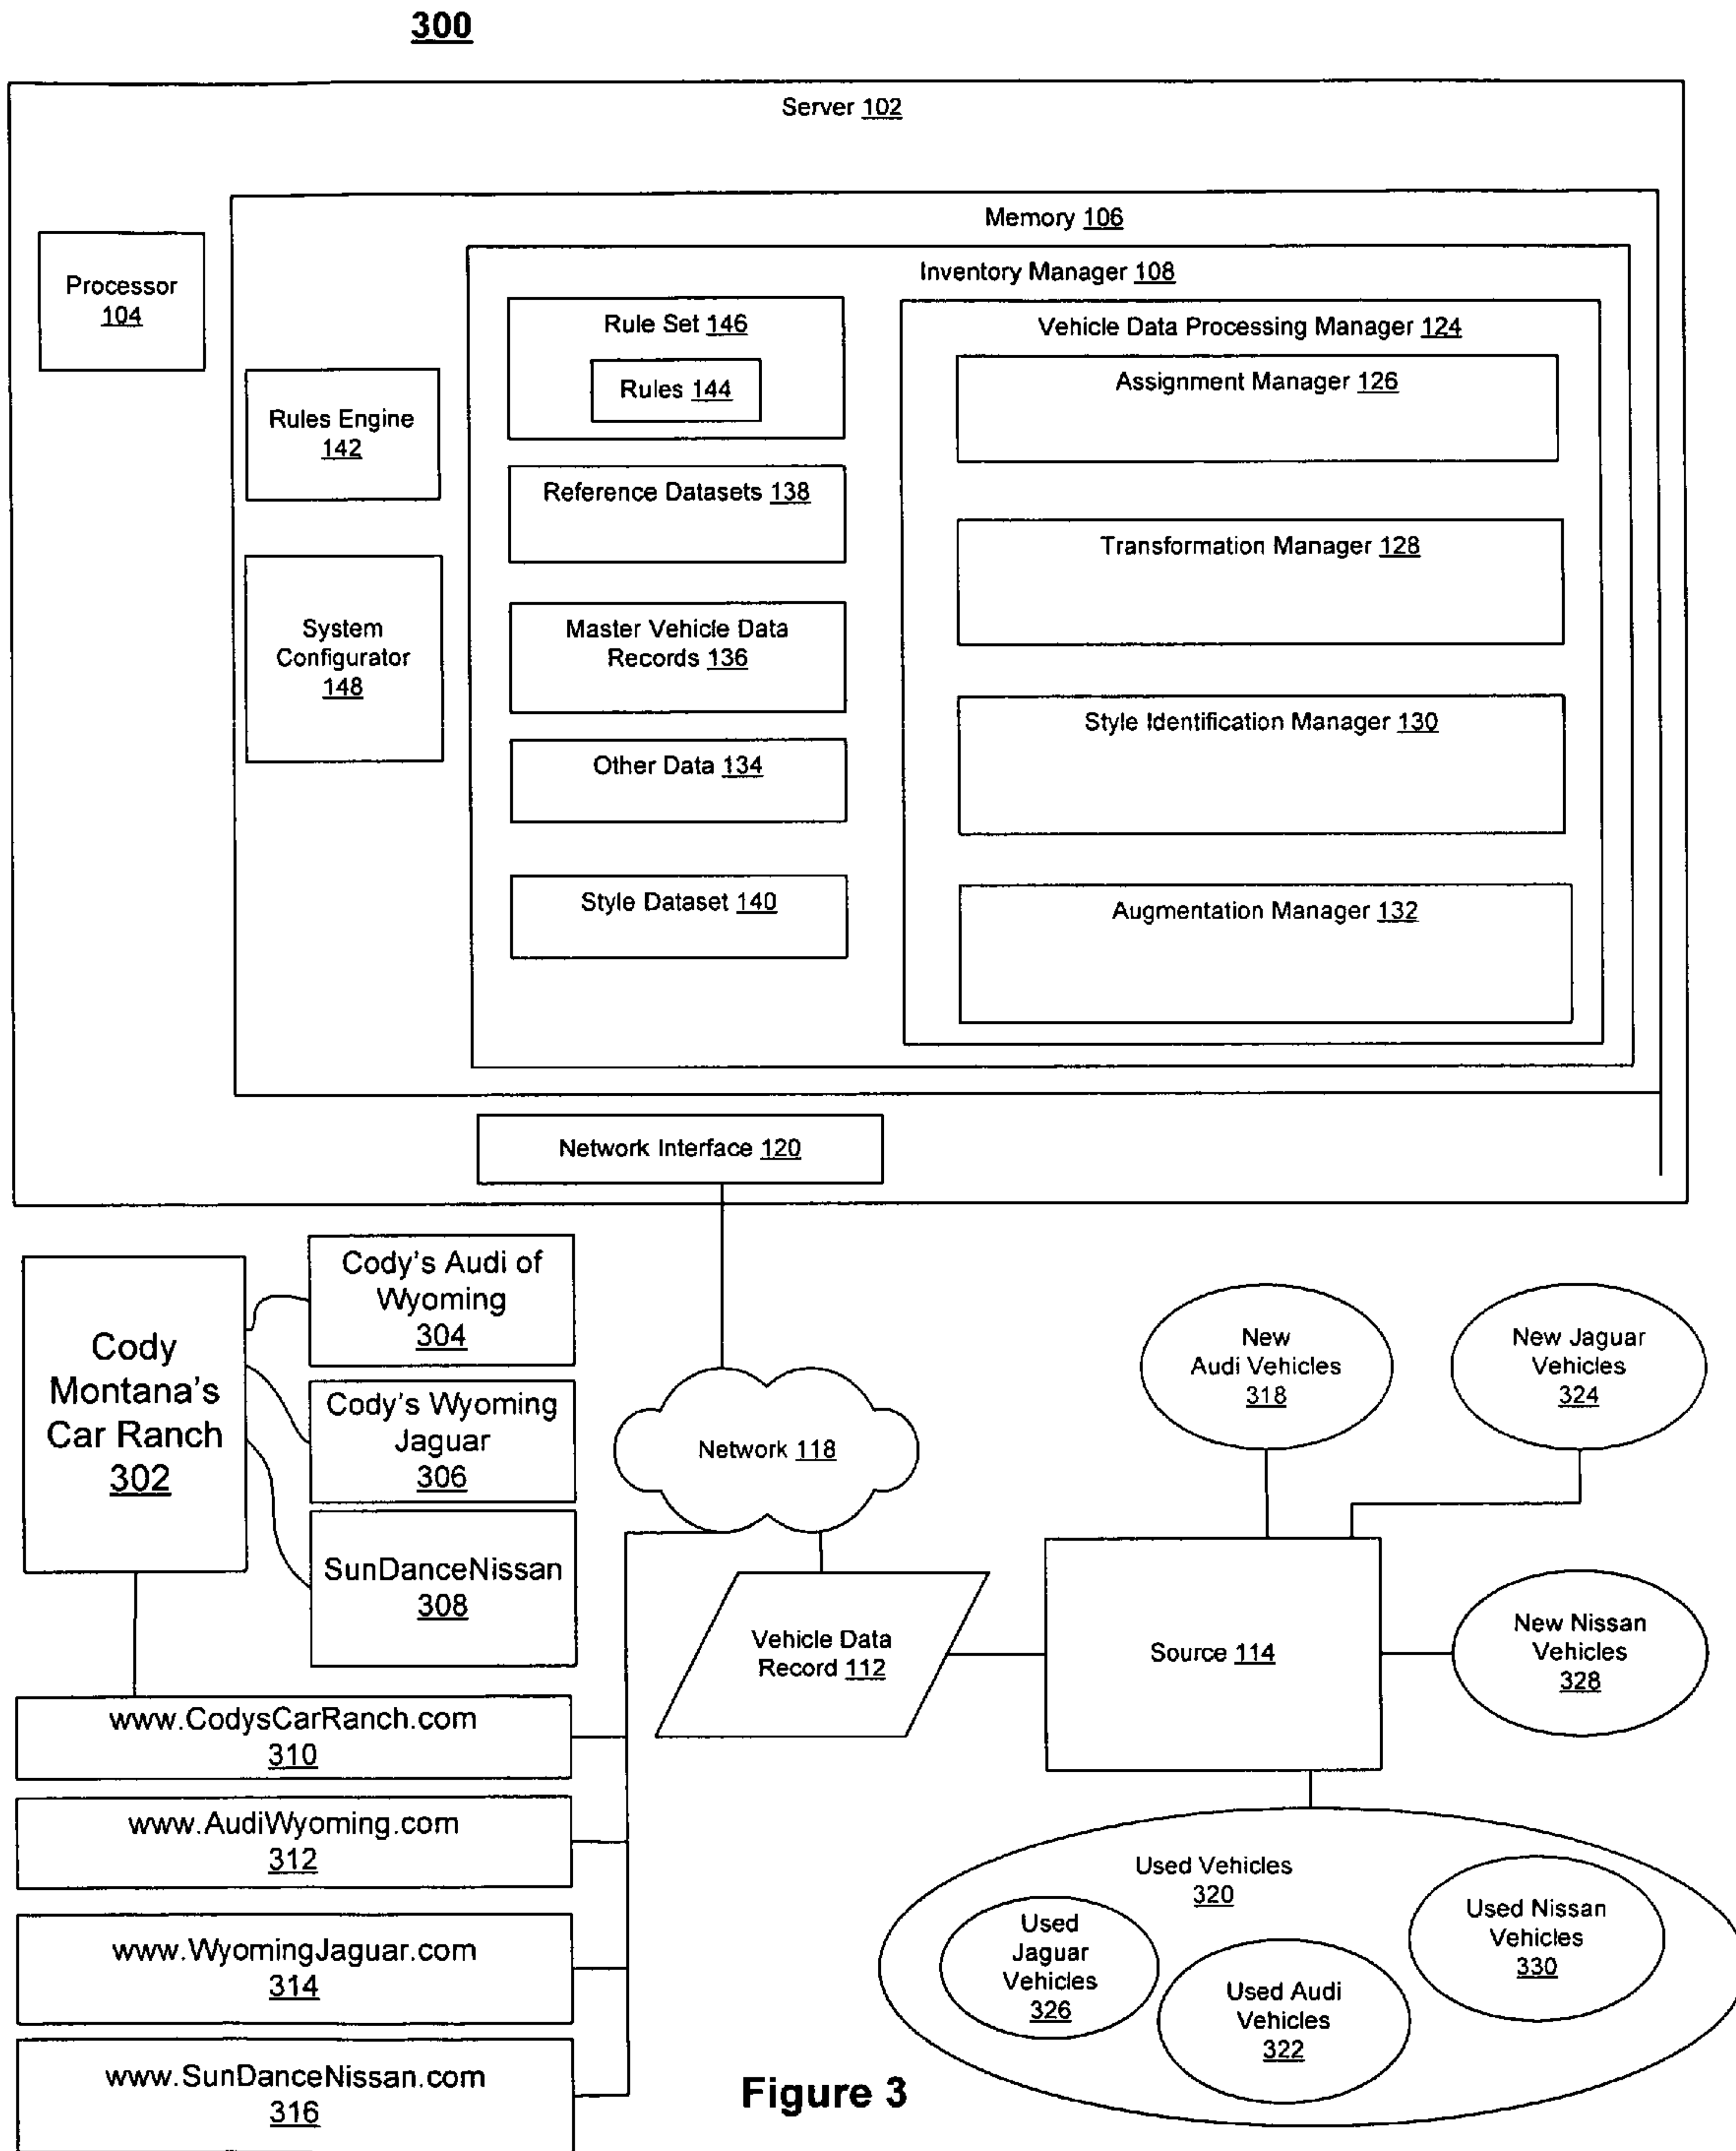 300
Server 102
Memory 106
Processor
104
Inventory Manager 108
Rule Set 146
Rules 144
Vehicle Data Processing Manager 124
Assignment Manager 126
Rules Engine
142
Reference Datasets 138
Transformation Manager 128
System
Configurator
148
Master Vehicle Data
Records 136
Style Identification Manager 130
Other Data 134
Style Dataset 140
Augmentation Manager 132
Network Interface 120
Cody
Montana's
Car Ranch
302
Cody's Audi of
Wyoming
304
Cody's Wyoming
Jaguar
306
SunDanceNissan
308
Network 118
New
Audi Vehicles
318
New Jaguar
Vehicles
324
Vehicle Data
Record 112
Source 114
New Nissan
Vehicles
328
www.CodysCarRanch.com
310
www.AudiWyoming.com
312
www.WyomingJaguar.com
314
www.SunDanceNissan.com
316
Used Vehicles
320
Used
Jaguar
Vehicles
326
Used Audi
Vehicles
322
Used Nissan
Vehicles
330
Figure 3